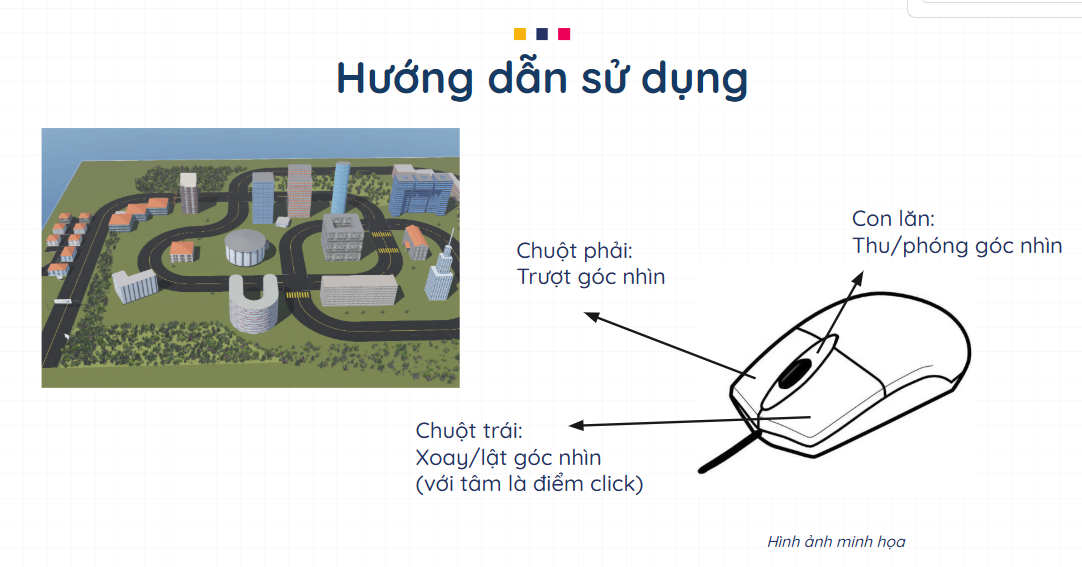 Hướng dẫn sử dụng
Con lăn:
Thu/phóng góc nhìn
Chuột phải:
Trượt góc nhìn
Chuột trái:
Xoay/lật góc nhìn
(với tâm là điểm click)
Hình ảnh minh họa